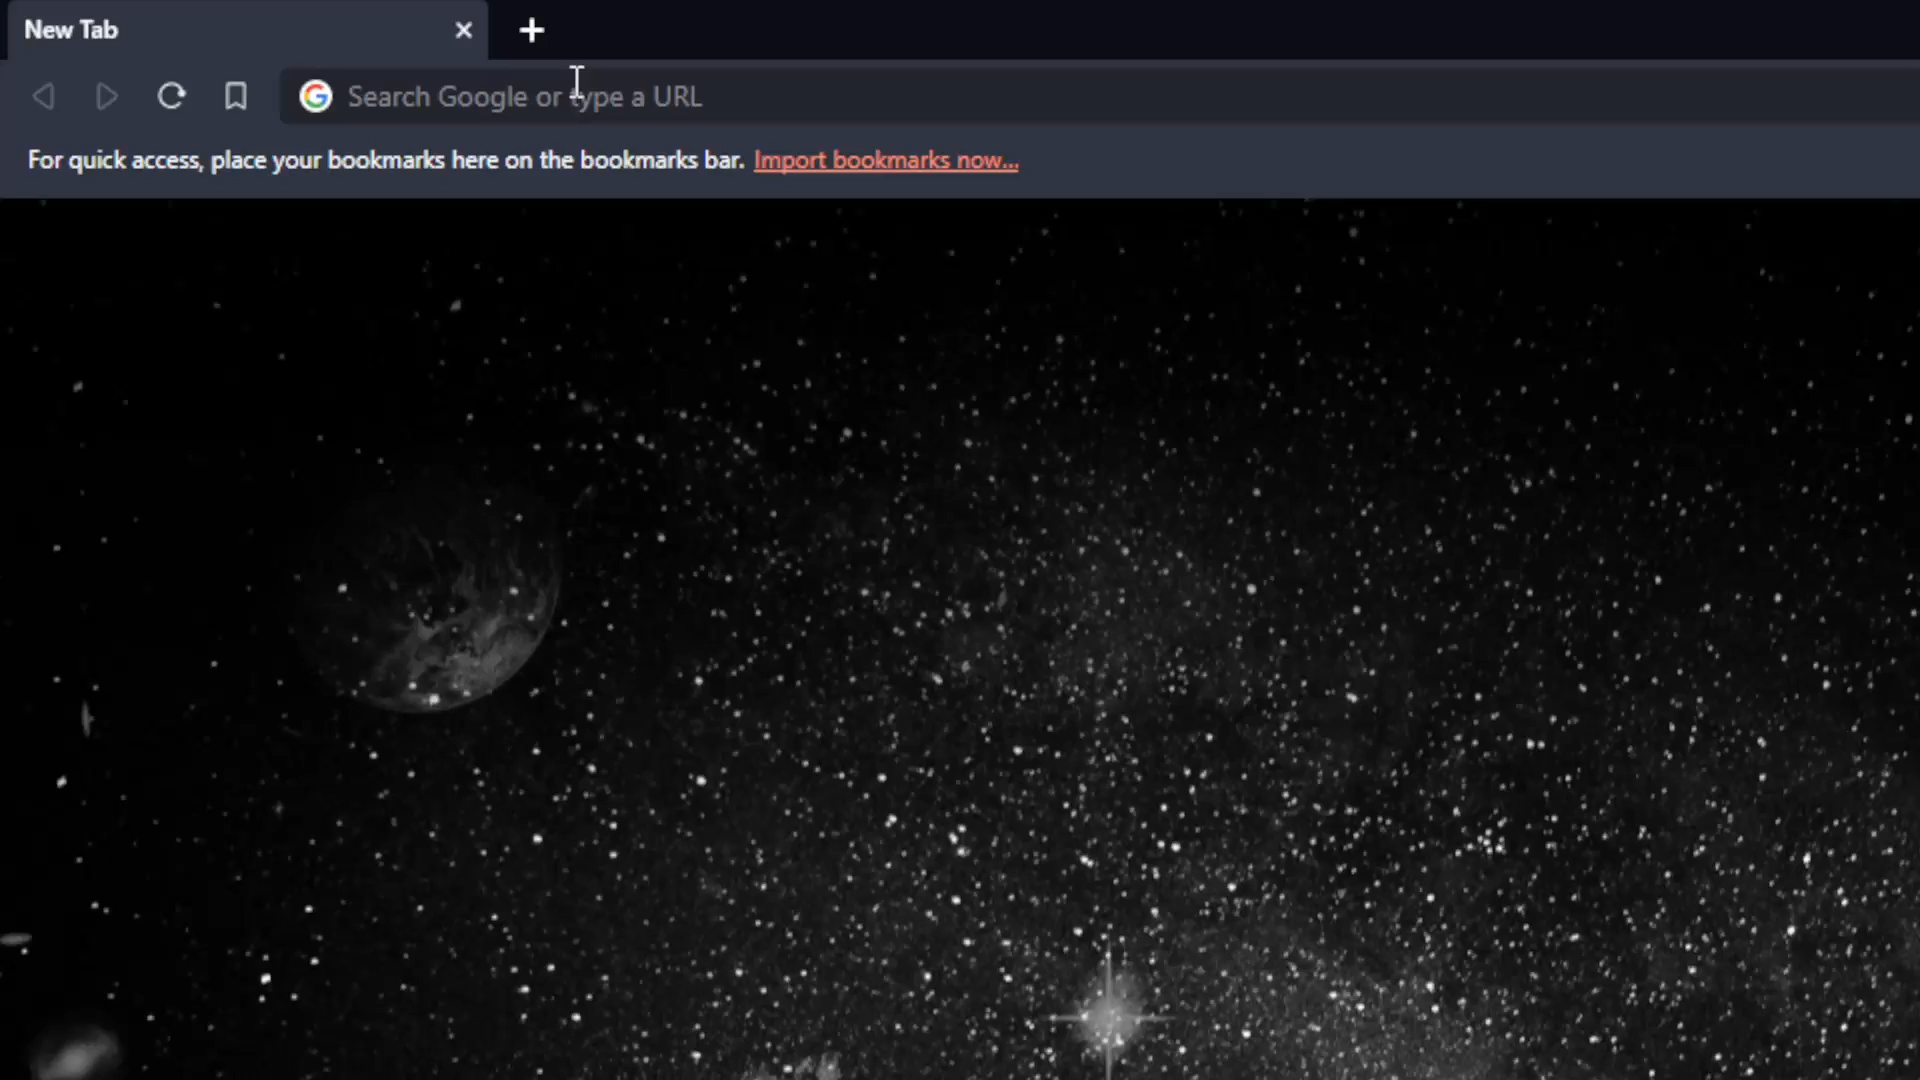 New Tab
Search Google or type a URL
For quick access, place your bookmarks here on the bookmarks bar. Import bookmarks now...